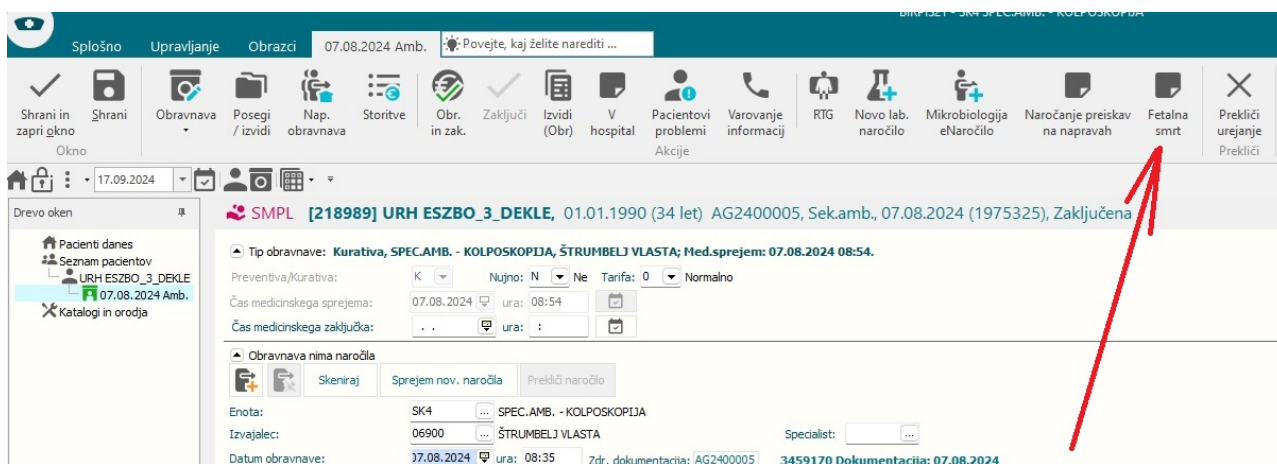 BIRPIS21 - SK4 SPEC.AMB. - KOLPOSKOPIJA
Splošno Upravljanje Obrazci 07.08.2024 Amb. Povejte, kaj želite narediti ...
Shrani in zapri okno
Shrani
Obravnava
Posegi / izvidi
Nap. obravnava
Storitve
Obr. in zak.
Zaključi
Izvidi (Obr)
V hospital
Pacientovi problemi
Varovanje informacij
RTG
Novo lab. naročilo
Mikrobiologija eNaročilo
Naročanje preiskav na napravah
Fetalna smrt
Prekliči urejanje
Okno Akcije Prekliči
17.09.2024
Drevo oken
Pacienti danes
Seznam pacientov
URH ESZBO_3_DEKLE
07.08.2024 Amb.
Katalogi in orodja
SMPL [218989] URH ESZBO_3_DEKLE, 01.01.1990 (34 let) AG2400005, Sek.amb., 07.08.2024 (1975325), Zaključena
Tip obravnave: Kurativa, SPEC.AMB. - KOLPOSKOPIJA, ŠTRUMBELJ VLASTA; Med.sprejem: 07.08.2024 08:54.
Preventiva/Kurativa: K Nujno: N Ne Tarifa: 0 Normalno
Čas medicinskega sprejema: 07.08.2024 ura: 08:54
Čas medicinskega zaključka: . . ura: :
Obravnava nima naročila
Skeniraj Sprejem nov. naročila Prekliči naročilo
Enota: SK4 ... SPEC.AMB. - KOLPOSKOPIJA
Izvajalec: 06900 ... ŠTRUMBELJ VLASTA Specialist: ...
Datum obravnave: 07.08.2024 ura: 08:35 Zdr. dokumentacija: AG2400005 3459170 Dokumentacija: 07.08.2024